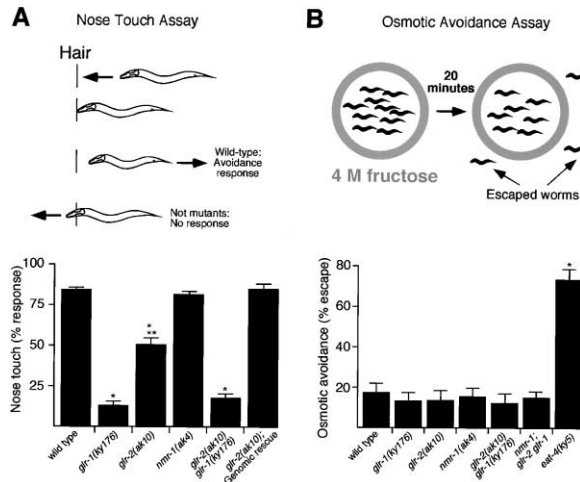 A
Nose Touch Assay
Hair
Wild-type:
Avoidance
response
Not mutants:
No response
Nose touch (% response)
100
75
50
25
wild type
glr-1(ky176)
glr-2(ak10)
nmr-1(ak4)
glr-2(ak10)
glr-1(ky176)
glr-2(ak10);
Genomic rescue
*
*
**
*
B
Osmotic Avoidance Assay
20
minutes
4 M fructose
Escaped worms
Osmotic avoidance (% escape)
80
60
40
20
wild type
glr-1(ky176)
glr-2(ak10)
nmr-1(ak4)
glr-2(ak10)
glr-1(ky176)
nmr-1;
glr-2 glr-1
eat-4(ky5)
*